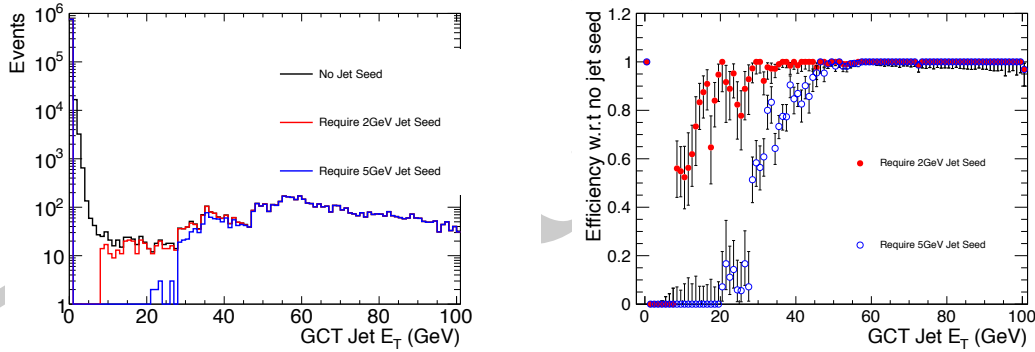 Events
10^6
10^5
10^4
10^3
10^2
10
1
No Jet Seed
Require 2GeV Jet Seed
Require 5GeV Jet Seed
0 20 40 60 80 100
GCT Jet E_T (GeV)
Efficiency w.r.t no jet seed
1.2
1
0.8
0.6
0.4
0.2
0
Require 2GeV Jet Seed
Require 5GeV Jet Seed
0 20 40 60 80 100
GCT Jet E_T (GeV)